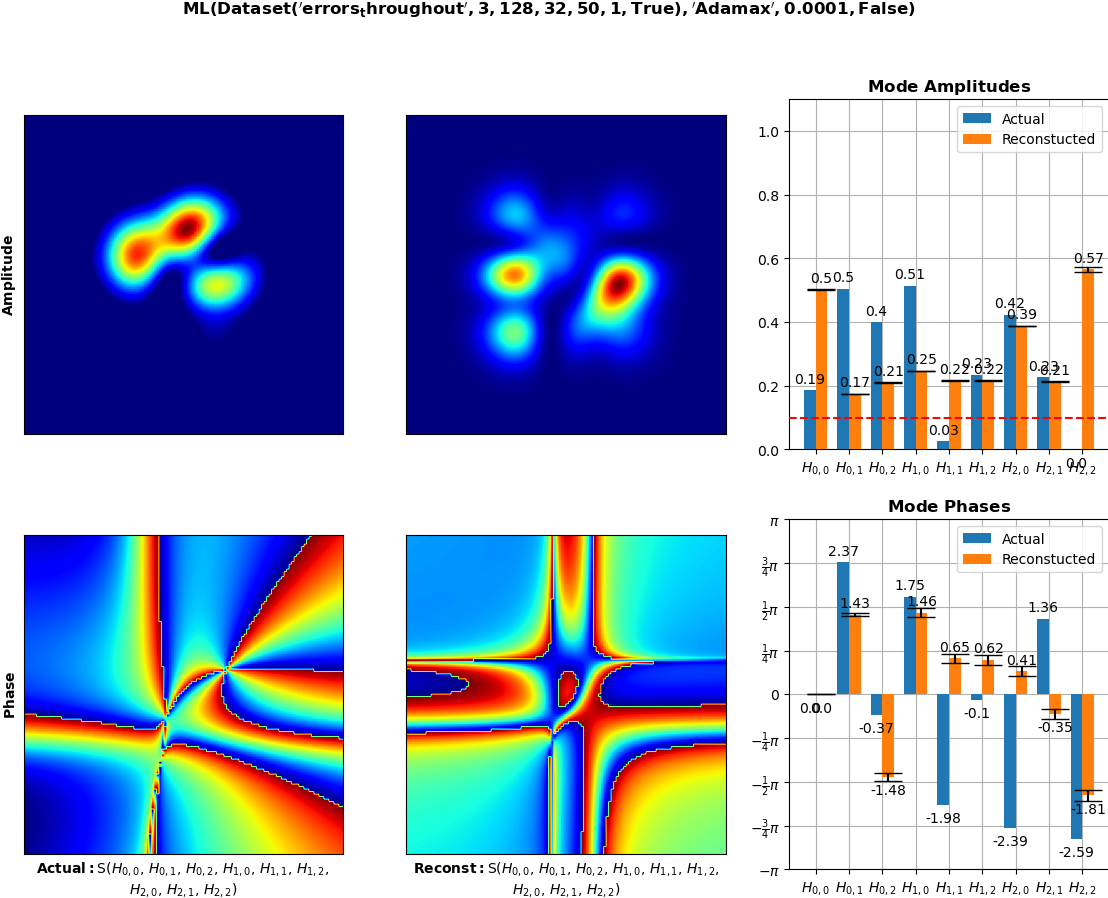 ML(Dataset('errors_throughout', 3, 128, 32, 50, 1, True), 'Adamax', 0.0001, False)
Amplitude
Mode Amplitudes
Actual
Reconstucted
1.0
0.8
0.6
0.4
0.2
0.0
0.19
0.5
0.5
0.17
0.4
0.21
0.51
0.25
0.03
0.22
0.23
0.22
0.42
0.39
0.23
0.21
0.0
0.57
H0,0 H0,1 H0,2 H1,0 H1,1 H1,2 H2,0 H2,1 H2,2
Phase
Actual: S(H0,0, H0,1, H0,2, H1,0, H1,1, H1,2,
H2,0, H2,1, H2,2)
Reconst: S(H0,0, H0,1, H0,2, H1,0, H1,1, H1,2,
H2,0, H2,1, H2,2)
Mode Phases
Actual
Reconstucted
π
3/4π
1/2π
1/4π
0
−1/4π
−1/2π
−3/4π
−π
0.0
0.0
2.37
1.43
-0.37
-1.48
1.75
1.46
-1.98
0.65
-0.1
0.62
-2.39
0.41
1.36
-0.35
-2.59
-1.81
H0,0 H0,1 H0,2 H1,0 H1,1 H1,2 H2,0 H2,1 H2,2